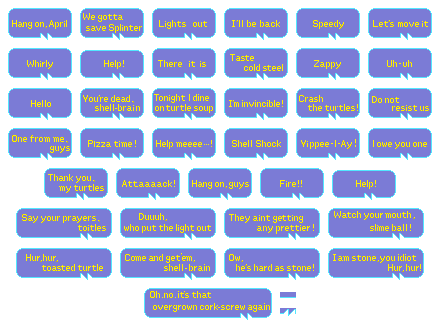 Hang on, April
We gotta
save Splinter
Lights out
I'll be back
Speedy
Let's move it
Whirly
Help!
There it is
Taste
cold steel
Zappy
Uh-uh
Hello
You're dead,
shell-brain
Tonight I dine
on turtle soup
I'm invincible!
Crash
the turtles!
Do not
resist us
One from me,
guys
Pizza time!
Help meeee…!
Shell Shock
Yippee-I-Ay!
I owe you one
Thank you,
my turtles
Attaaaack!
Hang on, guys
Fire!!
Help!
Say your prayers,
toitles
Duuuh,
who put the light out
They aint getting
any prettier!
Watch your mouth,
slime ball!
Hur,hur,
toasted turtle
Come and get'em,
shell-brain
Ow,
he's hard as stone!
I am stone,you idiot
Hur,hur!
Oh,no.it's that
overgrown cork-screw again